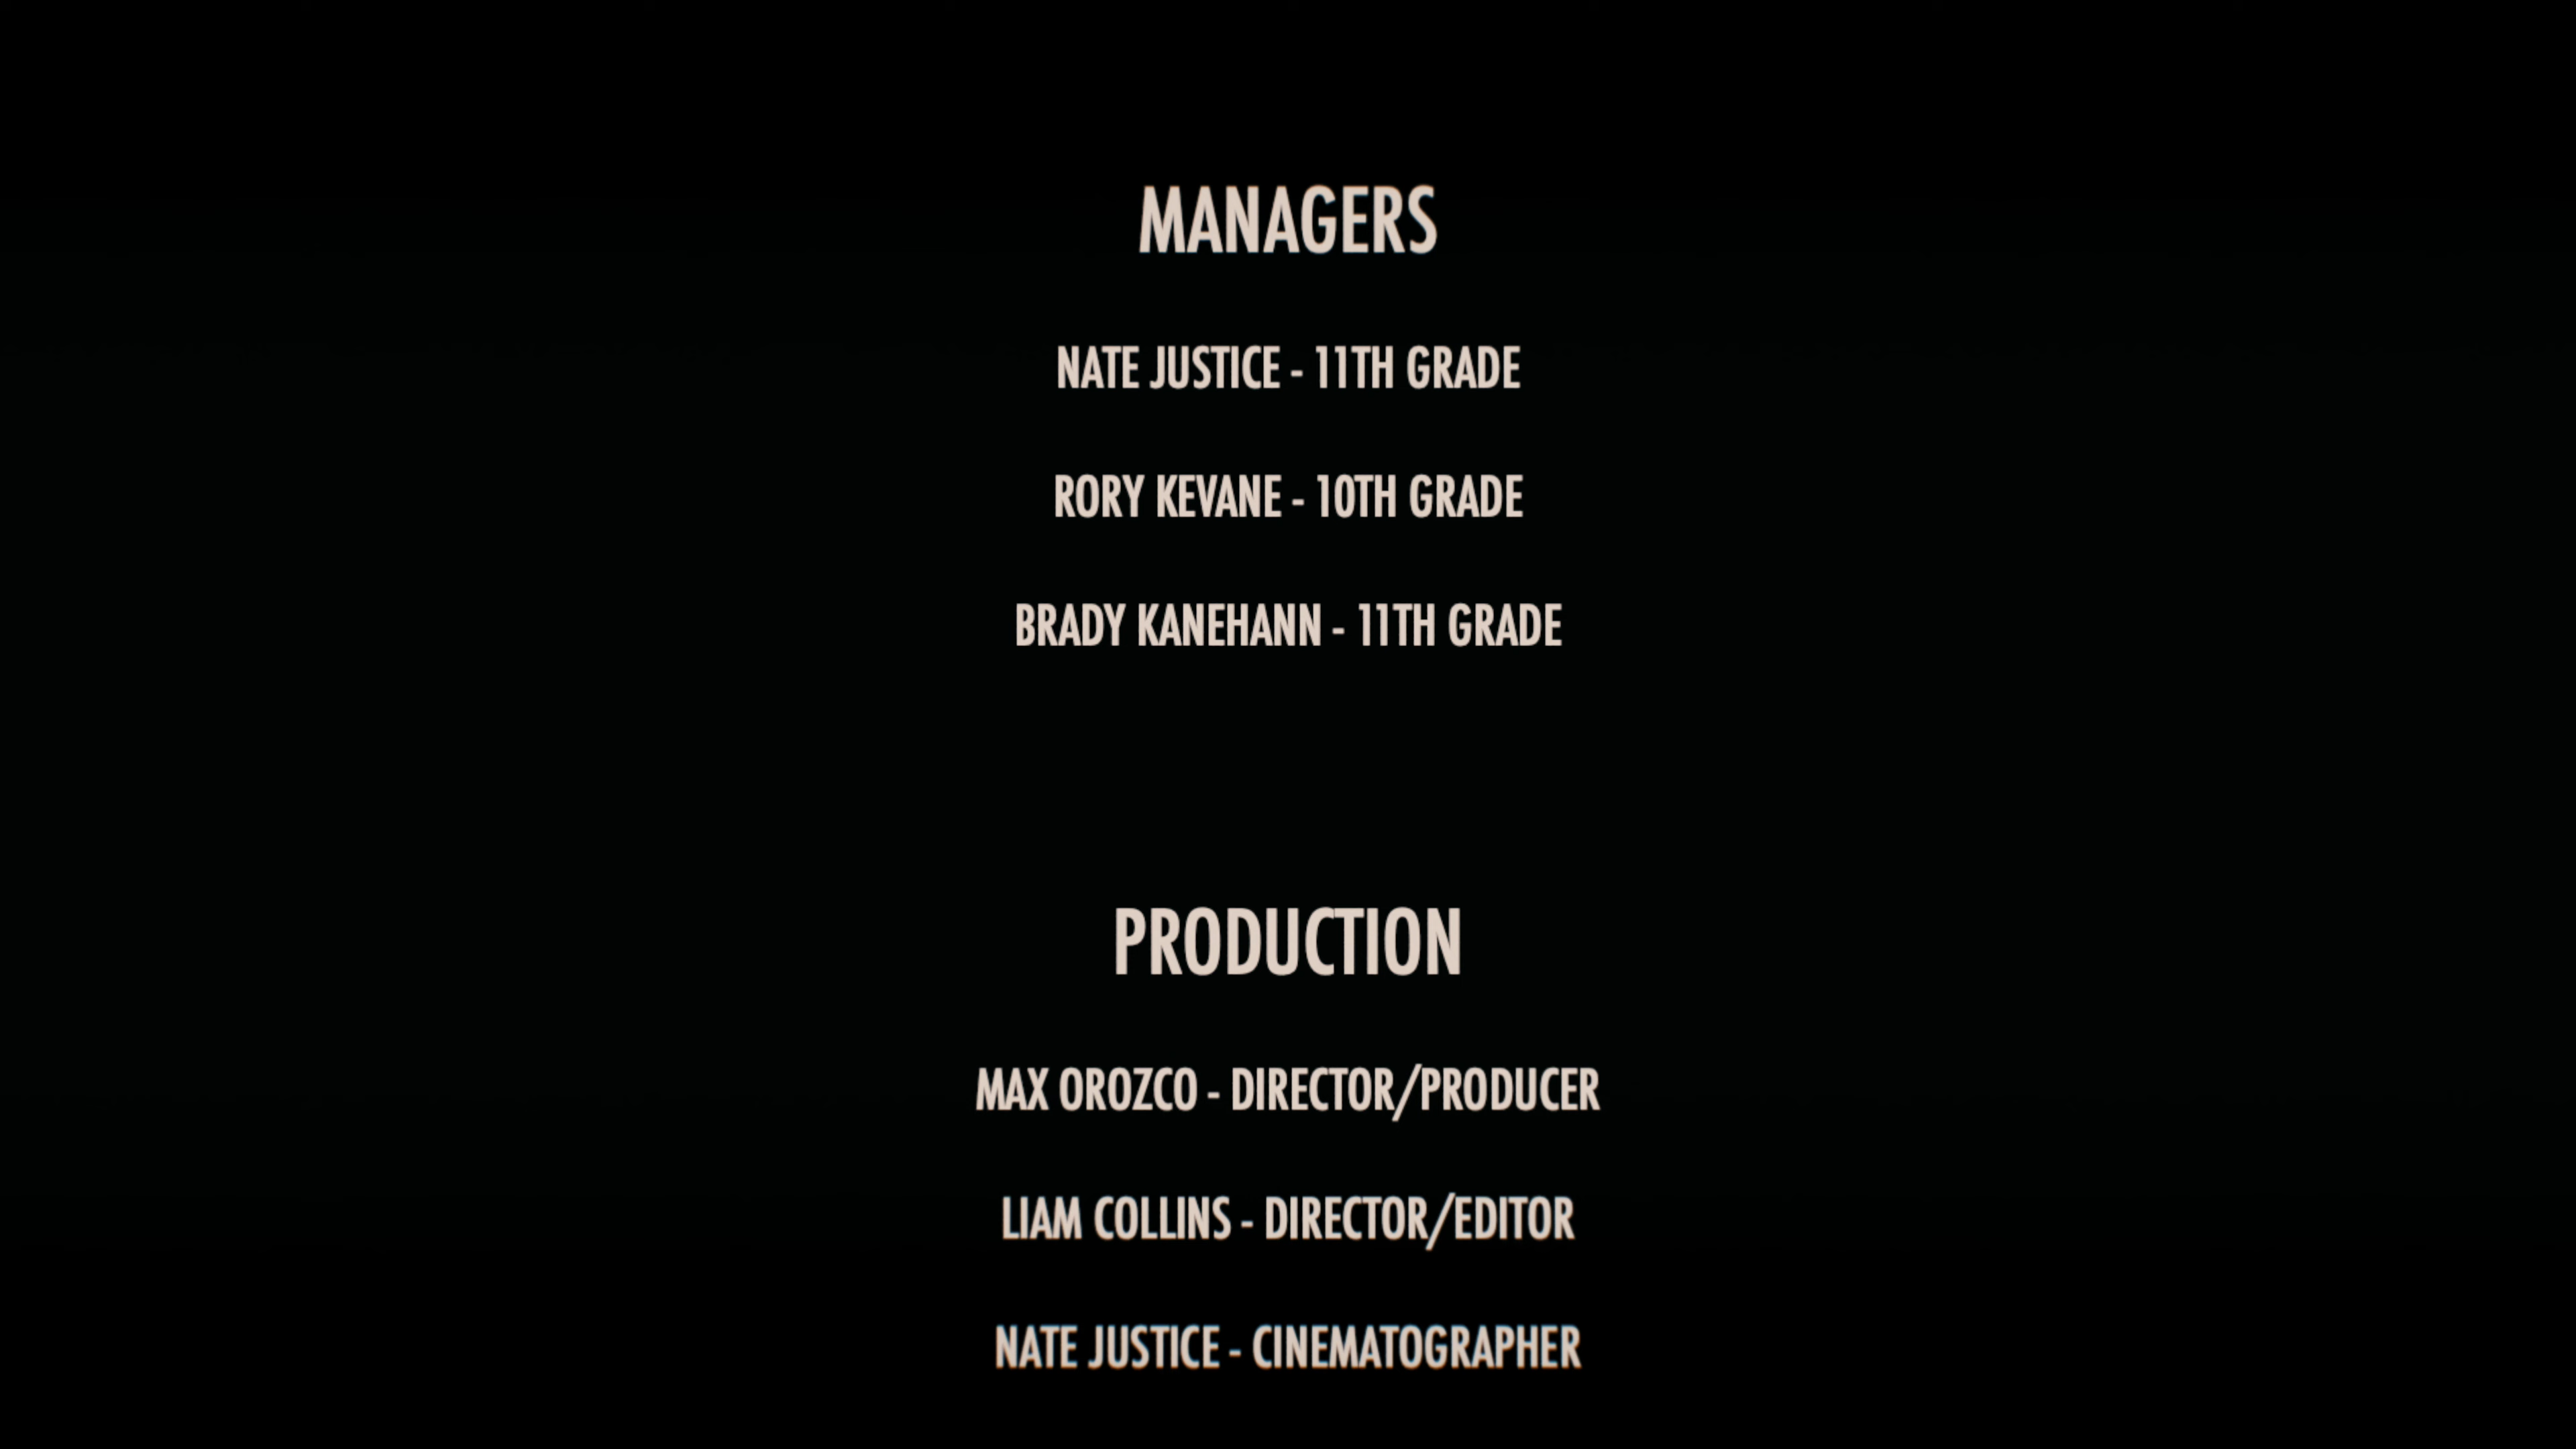 MANAGERS
NATE JUSTICE - 11TH GRADE
RORY KEVANE - 10TH GRADE
BRADY KANEHANN - 11TH GRADE
PRODUCTION
MAX OROZCO - DIRECTOR/PRODUCER
LIAM COLLINS - DIRECTOR/EDITOR
NATE JUSTICE - CINEMATOGRAPHER